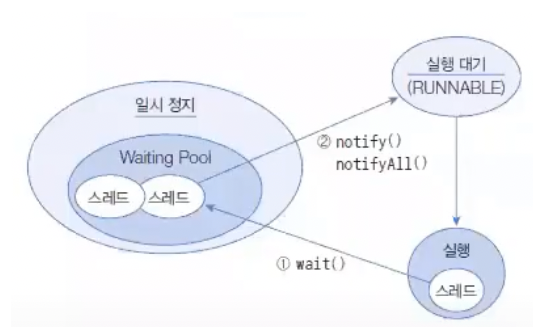 실행 대기
(RUNNABLE)
일시 정지
② notify()
notifyAll()
Waiting Pool
스레드 스레드
실행
① wait()
스레드